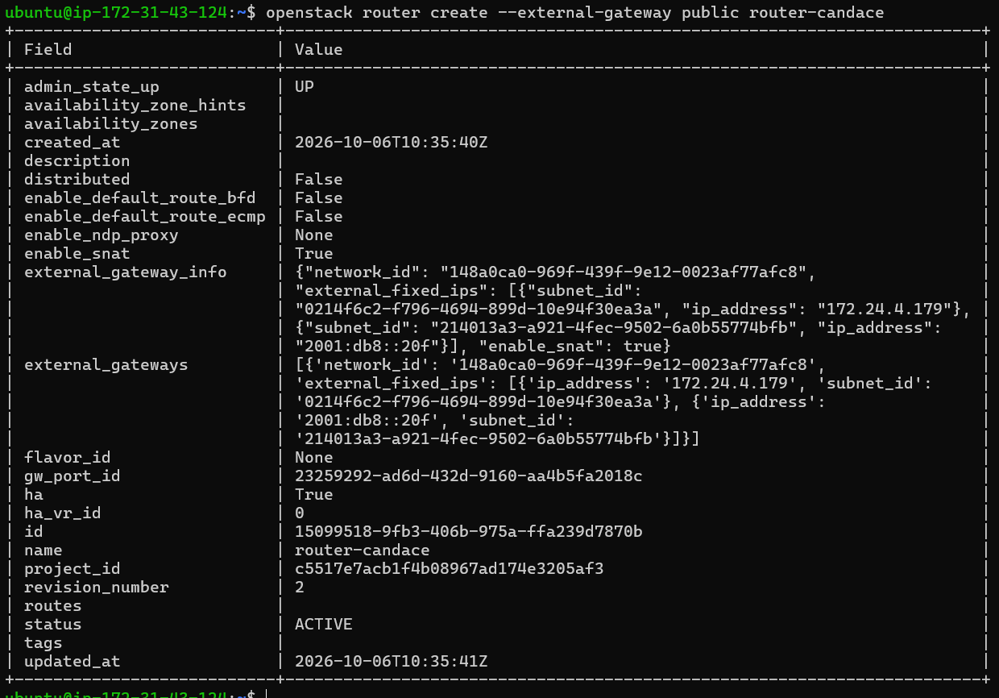 ubuntu@ip-172-31-43-124:~$ openstack router create --external-gateway public router-candace
+---------------------------+-------------------------------------------------------------------------+
| Field                     | Value                                                                   |
+---------------------------+-------------------------------------------------------------------------+
| admin_state_up            | UP                                                                      |
| availability_zone_hints   |                                                                         |
| availability_zones        |                                                                         |
| created_at                | 2026-10-06T10:35:40Z                                                    |
| description               |                                                                         |
| distributed               | False                                                                   |
| enable_default_route_bfd  | False                                                                   |
| enable_default_route_ecmp | False                                                                   |
| enable_ndp_proxy          | None                                                                    |
| enable_snat               | True                                                                    |
| external_gateway_info     | {"network_id": "148a0ca0-969f-439f-9e12-0023af77afc8",                  |
|                           | "external_fixed_ips": [{"subnet_id":                                    |
|                           | "0214f6c2-f796-4694-899d-10e94f30ea3a", "ip_address": "172.24.4.179"},  |
|                           | {"subnet_id": "214013a3-a921-4fec-9502-6a0b55774bfb", "ip_address":     |
|                           | "2001:db8::20f"}], "enable_snat": true}                                 |
| external_gateways         | [{'network_id': '148a0ca0-969f-439f-9e12-0023af77afc8',                 |
|                           | 'external_fixed_ips': [{'ip_address': '172.24.4.179', 'subnet_id':      |
|                           | '0214f6c2-f796-4694-899d-10e94f30ea3a'}, {'ip_address':                 |
|                           | '2001:db8::20f', 'subnet_id':                                           |
|                           | '214013a3-a921-4fec-9502-6a0b55774bfb'}]}]                              |
| flavor_id                 | None                                                                    |
| gw_port_id                | 23259292-ad6d-432d-9160-aa4b5fa2018c                                    |
| ha                        | True                                                                    |
| ha_vr_id                  | 0                                                                       |
| id                        | 15099518-9fb3-406b-975a-ffa239d7870b                                    |
| name                      | router-candace                                                          |
| project_id                | c5517e7acb1f4b08967ad174e3205af3                                        |
| revision_number           | 2                                                                       |
| routes                    |                                                                         |
| status                    | ACTIVE                                                                  |
| tags                      |                                                                         |
| updated_at                | 2026-10-06T10:35:41Z                                                    |
+---------------------------+-------------------------------------------------------------------------+
ubuntu@ip-172-31-43-124:~$